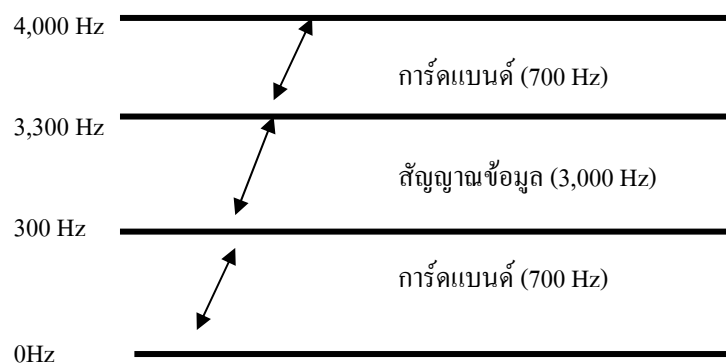 4,000 Hz
การ์ดแบนด์ (700 Hz)
3,300 Hz
สัญญาณข้อมูล (3,000 Hz)
300 Hz
การ์ดแบนด์ (700 Hz)
0Hz